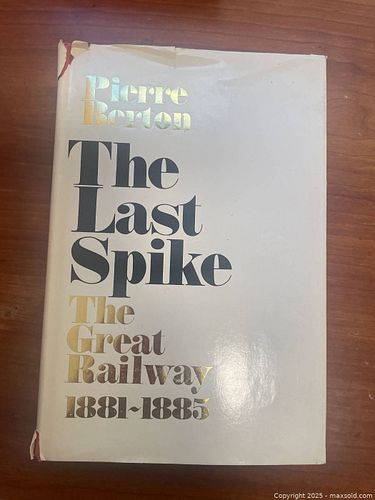 Pierre
Berton
The
Last
Spike
The
Great
Railway
1881-1885
Copyright 2025 - maxsold.com